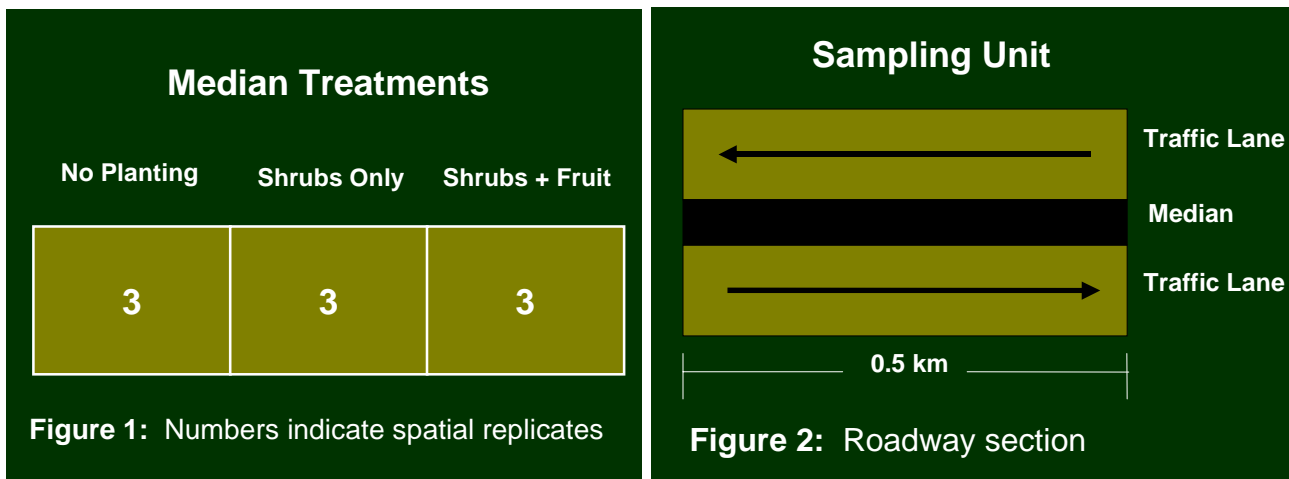 Median Treatments
No Planting
Shrubs Only
Shrubs + Fruit
3
3
3
Figure 1: Numbers indicate spatial replicates
Sampling Unit
Traffic Lane
Median
Traffic Lane
0.5 km
Figure 2: Roadway section